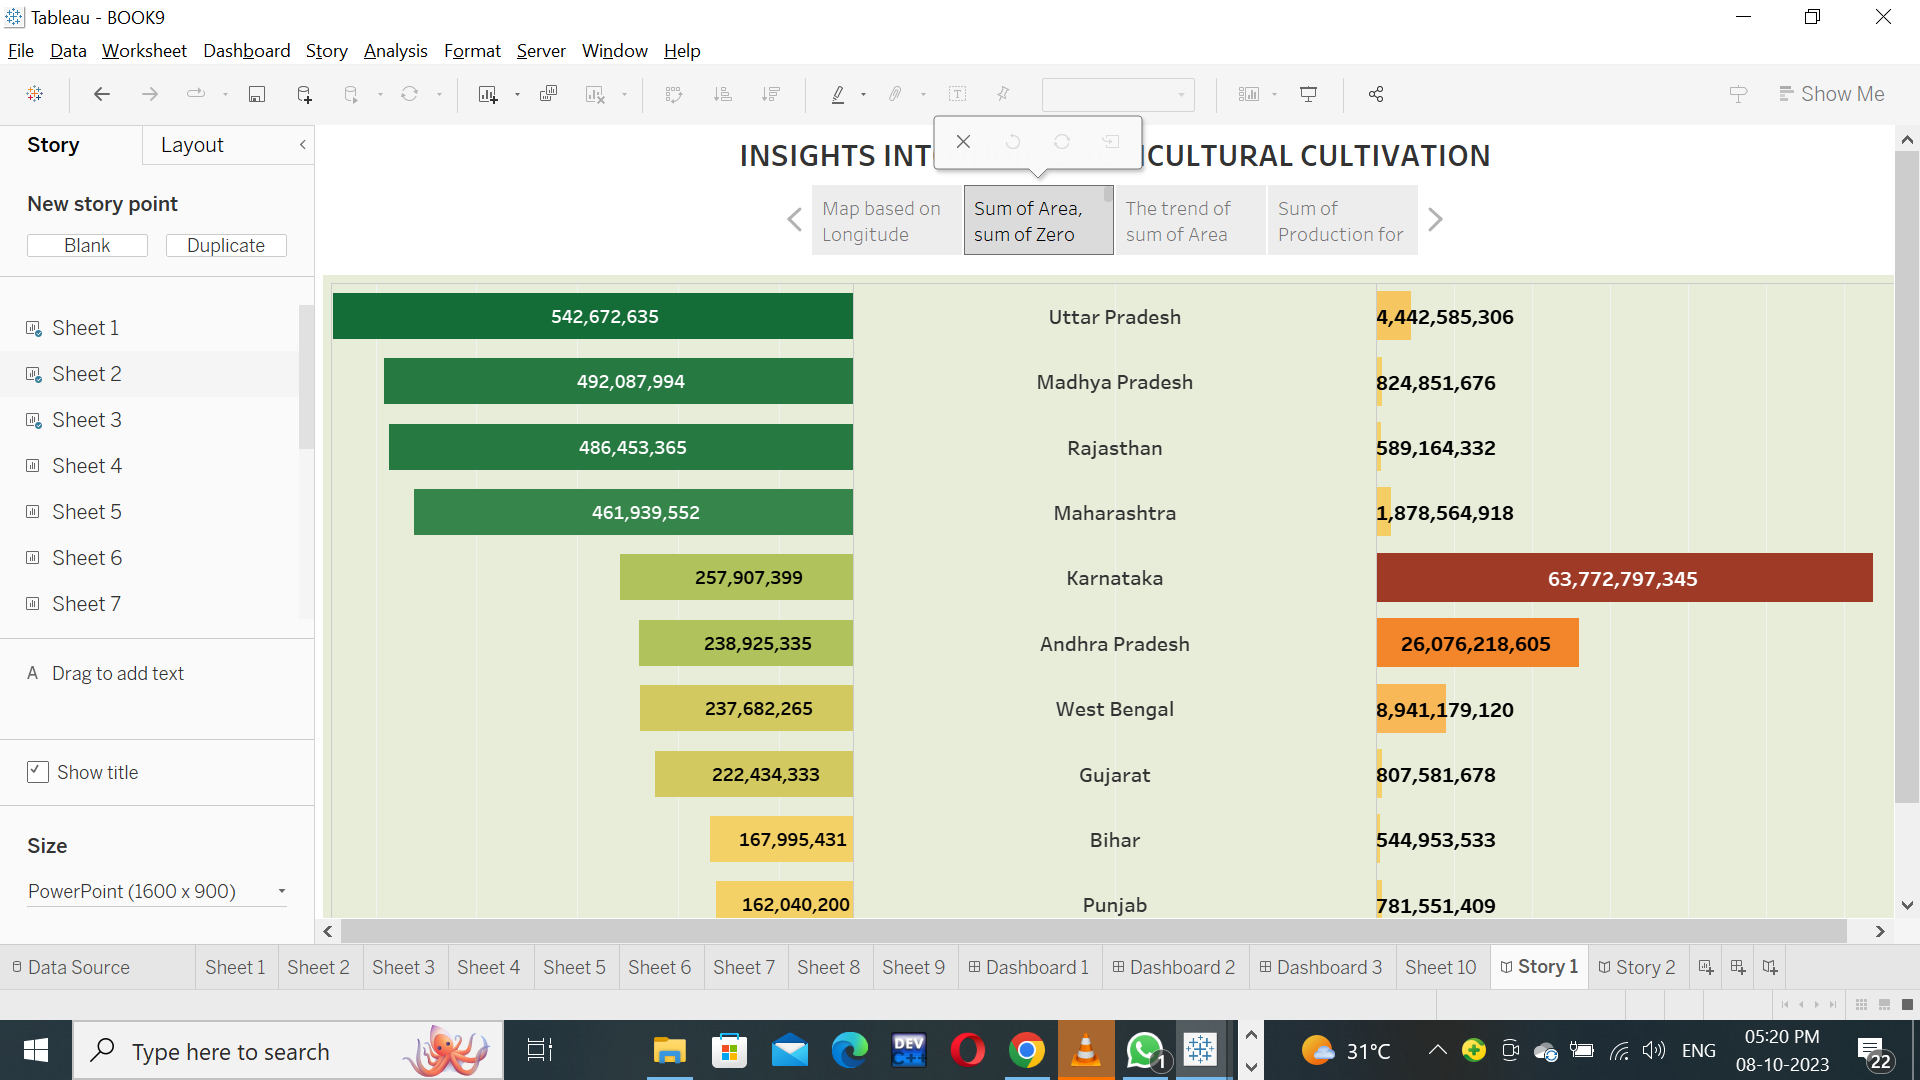 Tableau - BOOK9
File Data Worksheet Dashboard Story Analysis Format Server Window Help
Show Me
Story Layout
New story point
Blank Duplicate
Sheet 1
Sheet 2
Sheet 3
Sheet 4
Sheet 5
Sheet 6
Sheet 7
A Drag to add text
Show title
Size
PowerPoint (1600 x 900)
INSIGHTS INT ICULTURAL CULTIVATION
Map based on
Longitude
Sum of Area,
sum of Zero
The trend of
sum of Area
Sum of
Production for
542,672,635 Uttar Pradesh 4,442,585,306
492,087,994 Madhya Pradesh 824,851,676
486,453,365 Rajasthan 589,164,332
461,939,552 Maharashtra 1,878,564,918
257,907,399 Karnataka 63,772,797,345
238,925,335 Andhra Pradesh 26,076,218,605
237,682,265 West Bengal 8,941,179,120
222,434,333 Gujarat 807,581,678
167,995,431 Bihar 544,953,533
162,040,200 Punjab 781,551,409
Data Source Sheet 1 Sheet 2 Sheet 3 Sheet 4 Sheet 5 Sheet 6 Sheet 7 Sheet 8 Sheet 9 Dashboard 1 Dashboard 2 Dashboard 3 Sheet 10 Story 1 Story 2
Type here to search
DEV
C++
1
31°C
ENG
05:20 PM
08-10-2023
22